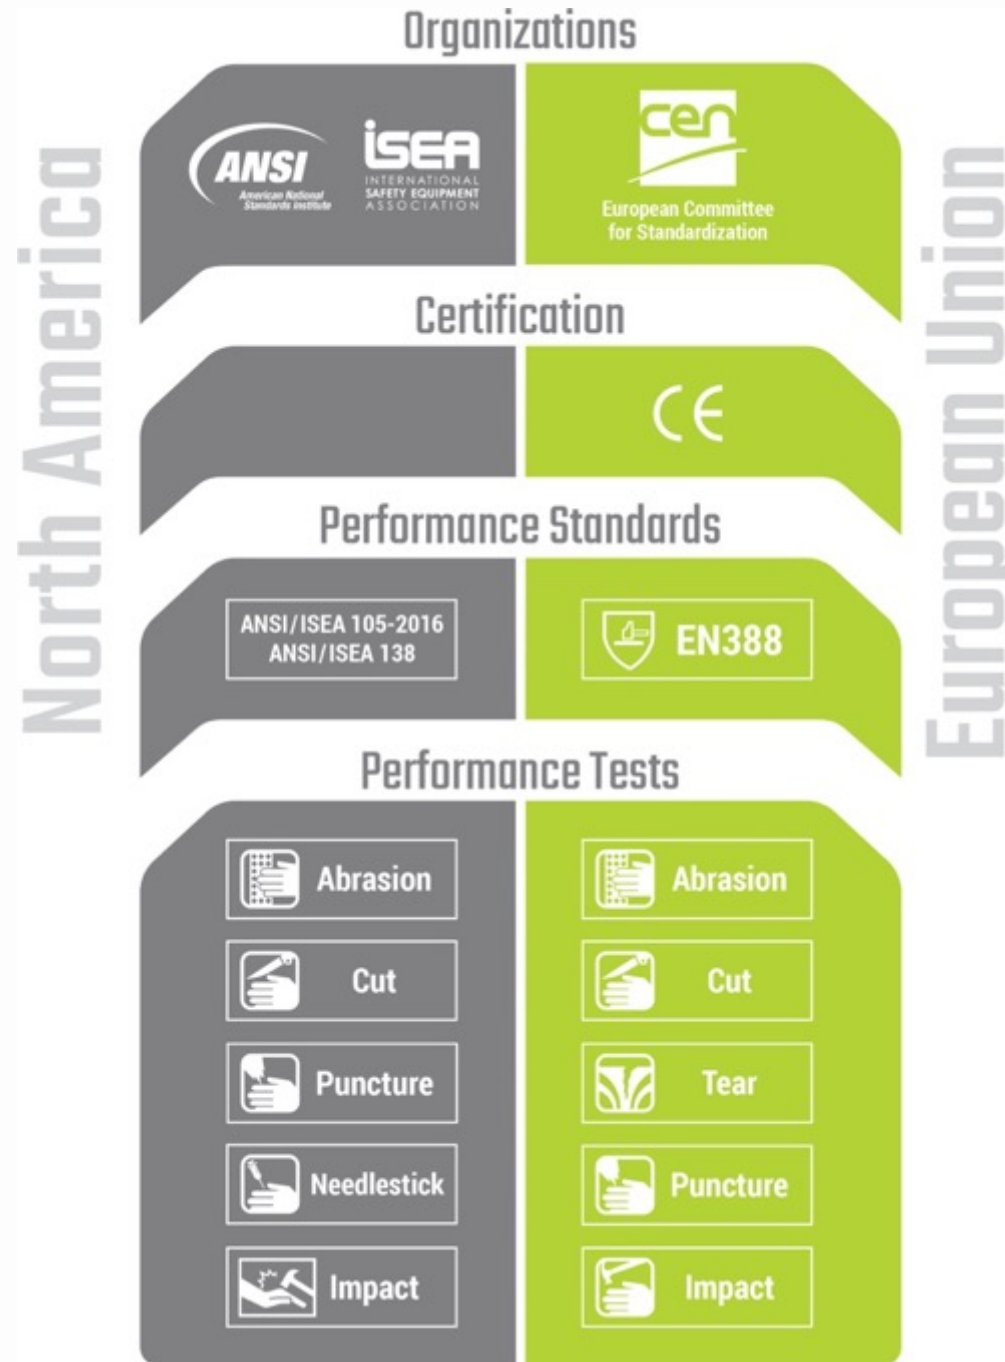 Organizations
North America
European Union
ANSI
American National
Standards Institute
iSEA
INTERNATIONAL
SAFETY EQUIPMENT
ASSOCIATION
cen
European Committee
for Standardization
Certification
CE
Performance Standards
ANSI/ISEA 105-2016
ANSI/ISEA 138
EN388
Performance Tests
Abrasion
Cut
Puncture
Needlestick
Impact
Abrasion
Cut
Tear
Puncture
Impact